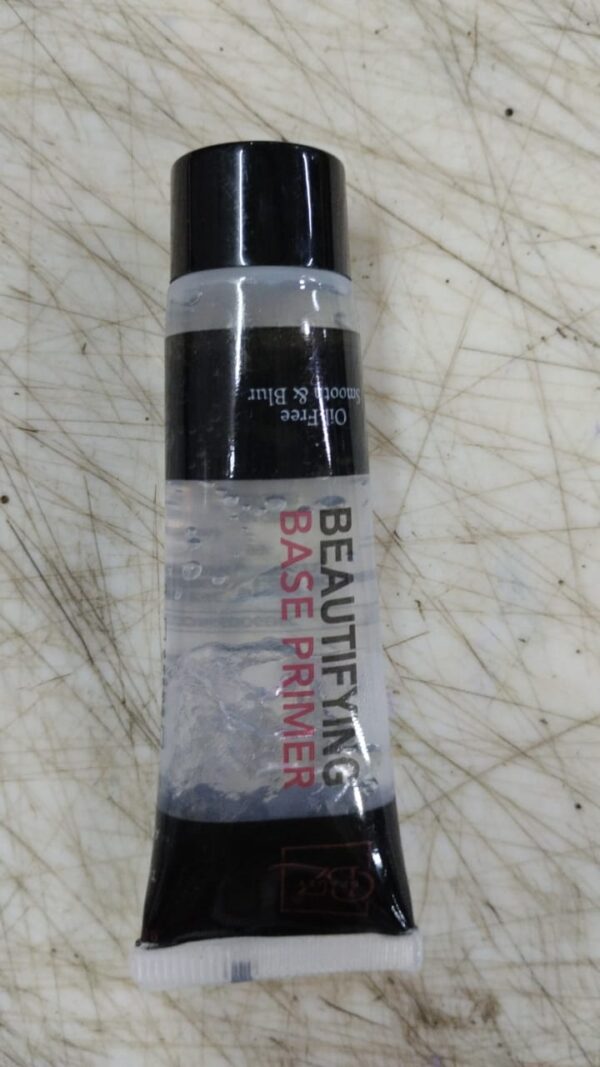 Oil-Free
Smooth & Blur
BEAUTIFYING
BASE PRIMER